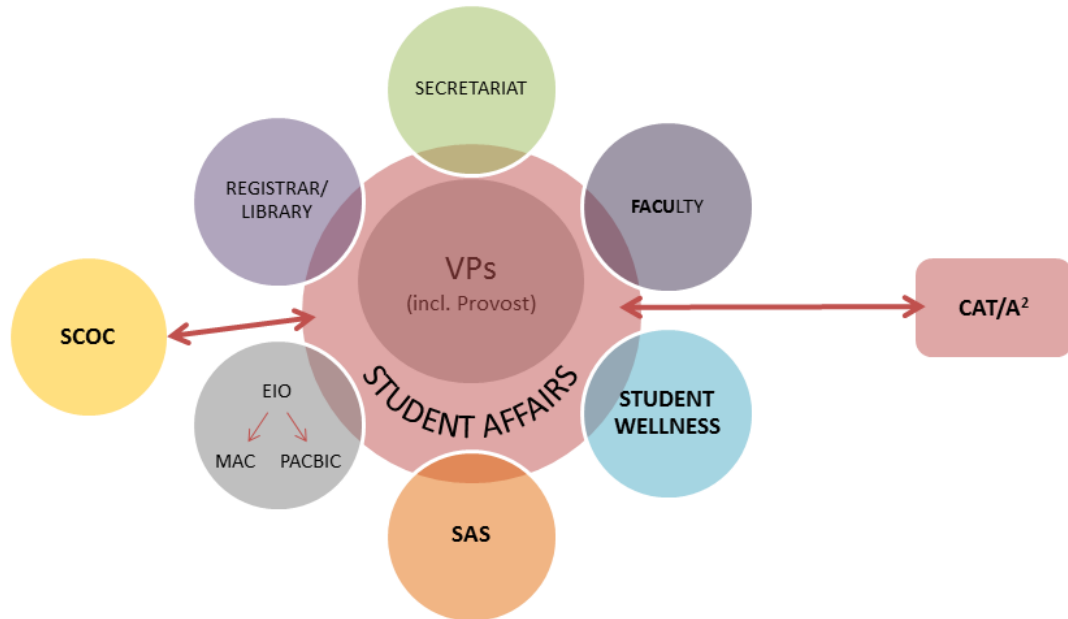 SECRETARIAT
REGISTRAR/
LIBRARY
FACULTY
VPs
(incl. Provost)
SCOC
CAT/A²
STUDENT AFFAIRS
EIO
MAC PACBIC
STUDENT
WELLNESS
SAS